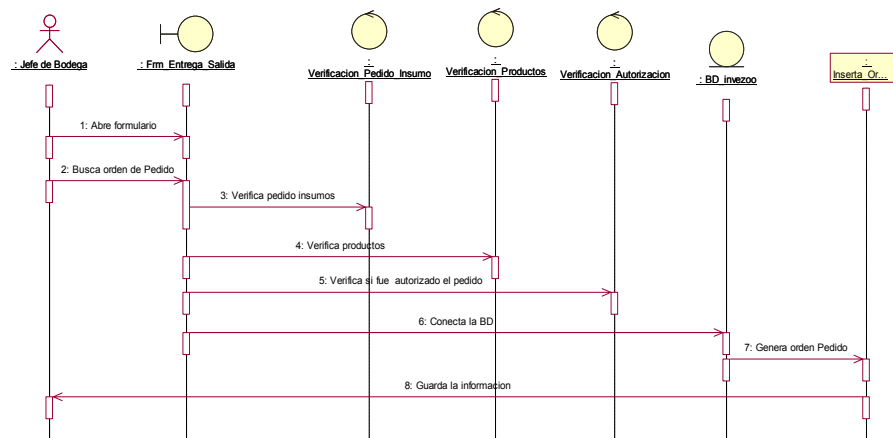 : Jefe de Bodega
: Frm_Entrega_Salida
:
Verificacion_Pedido_Insumo
:
Verificacion_Productos
:
Verificacion_Autorizacion
: BD_invezoo
:
Inserta_Or...
1: Abre formulario
2: Busca orden de Pedido
3: Verifica pedido insumos
4: Verifica productos
5: Verifica si fue autorizado el pedido
6: Conecta la BD
7: Genera orden Pedido
8: Guarda la informacion